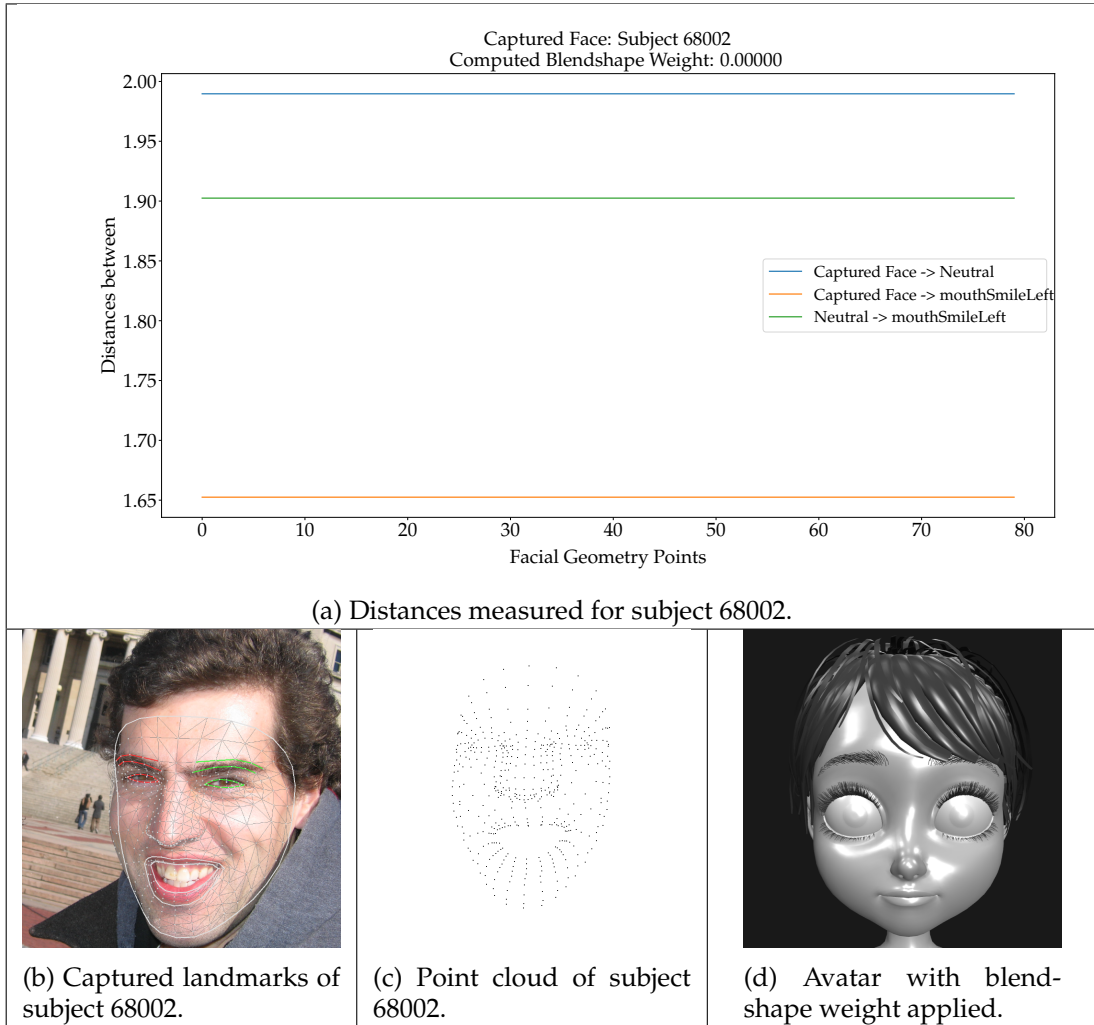 Captured Face: Subject 68002
Computed Blendshape Weight: 0.00000
2.00
1.95
1.90
1.85
1.80
1.75
1.70
1.65
Distances between
Captured Face -> Neutral
Captured Face -> mouthSmileLeft
Neutral -> mouthSmileLeft
0 10 20 30 40 50 60 70 80
Facial Geometry Points
(a) Distances measured for subject 68002.
(b) Captured landmarks of
subject 68002.
(c) Point cloud of subject
68002.
(d) Avatar with blend-
shape weight applied.